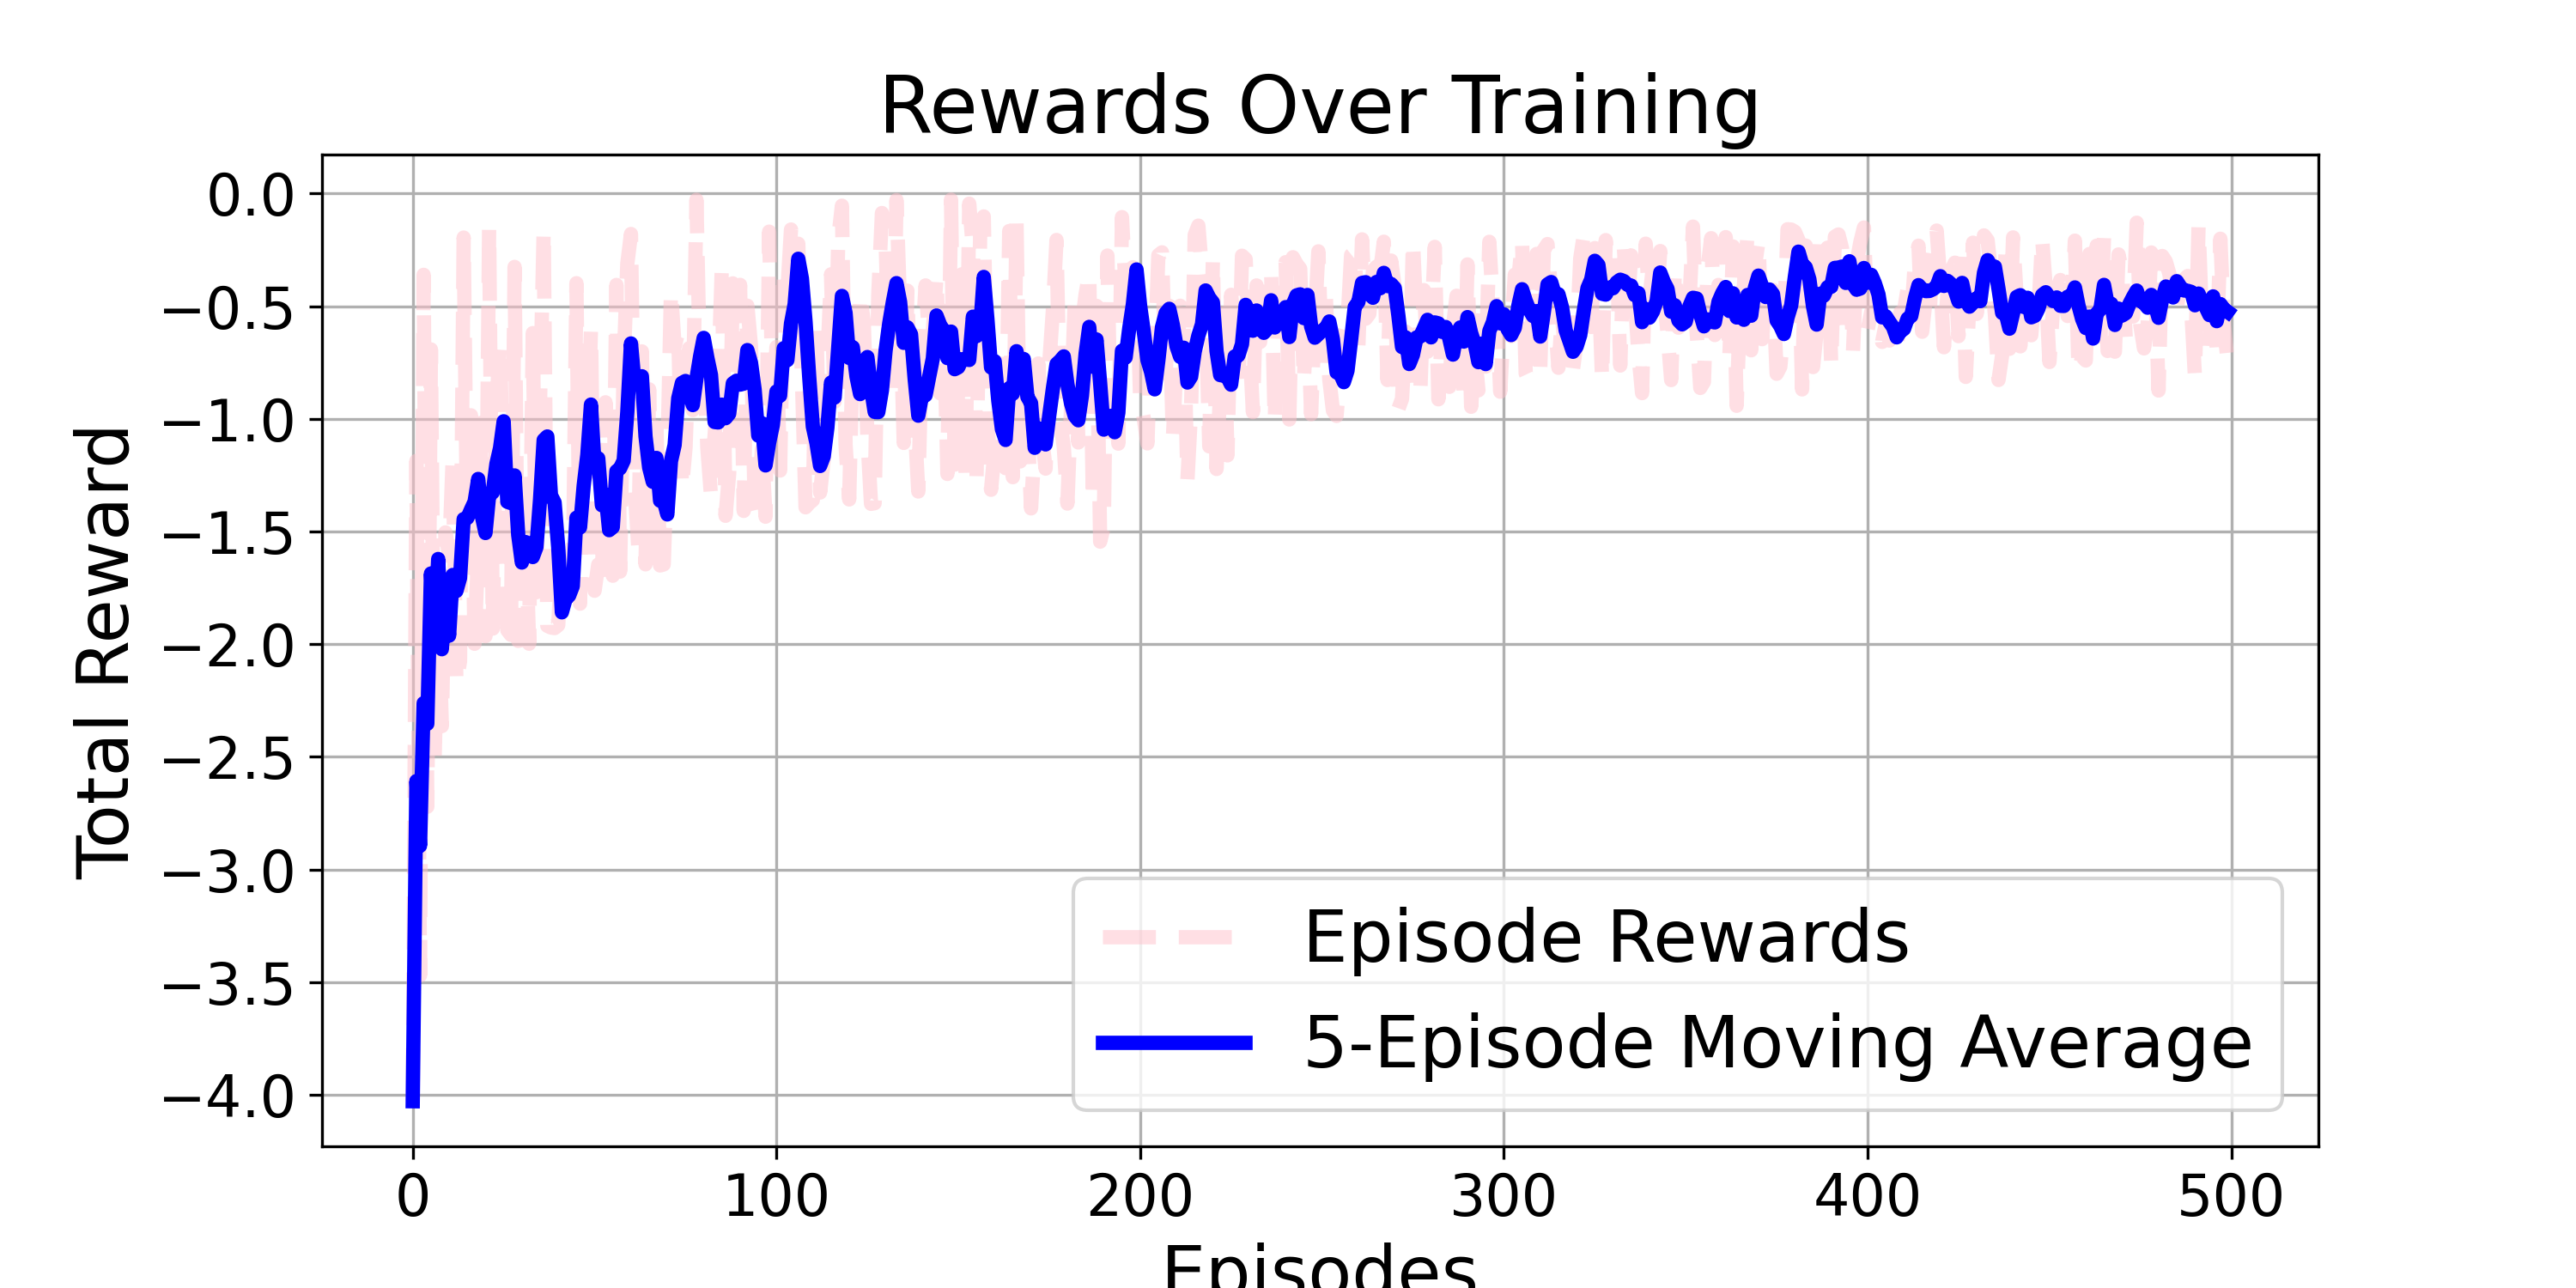 Rewards Over Training
Total Reward
0.0
−0.5
−1.0
−1.5
−2.0
−2.5
−3.0
−3.5
−4.0
Episode Rewards
5-Episode Moving Average
0 100 200 300 400 500
Episodes